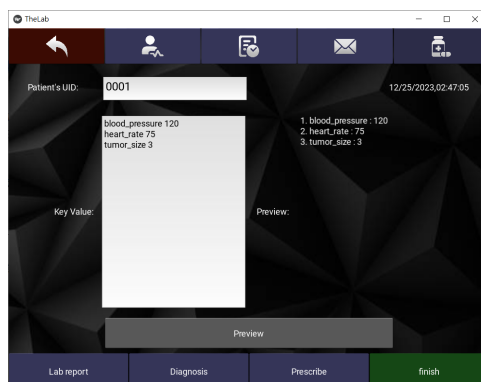 TheLab
Patient's UID:
0001
12/25/2023,02:47:05
Key Value:
blood_pressure 120
heart_rate 75
tumor_size 3
Preview:
1. blood_pressure : 120
2. heart_rate : 75
3. tumor_size : 3
Preview
Lab report
Diagnosis
Prescribe
finish